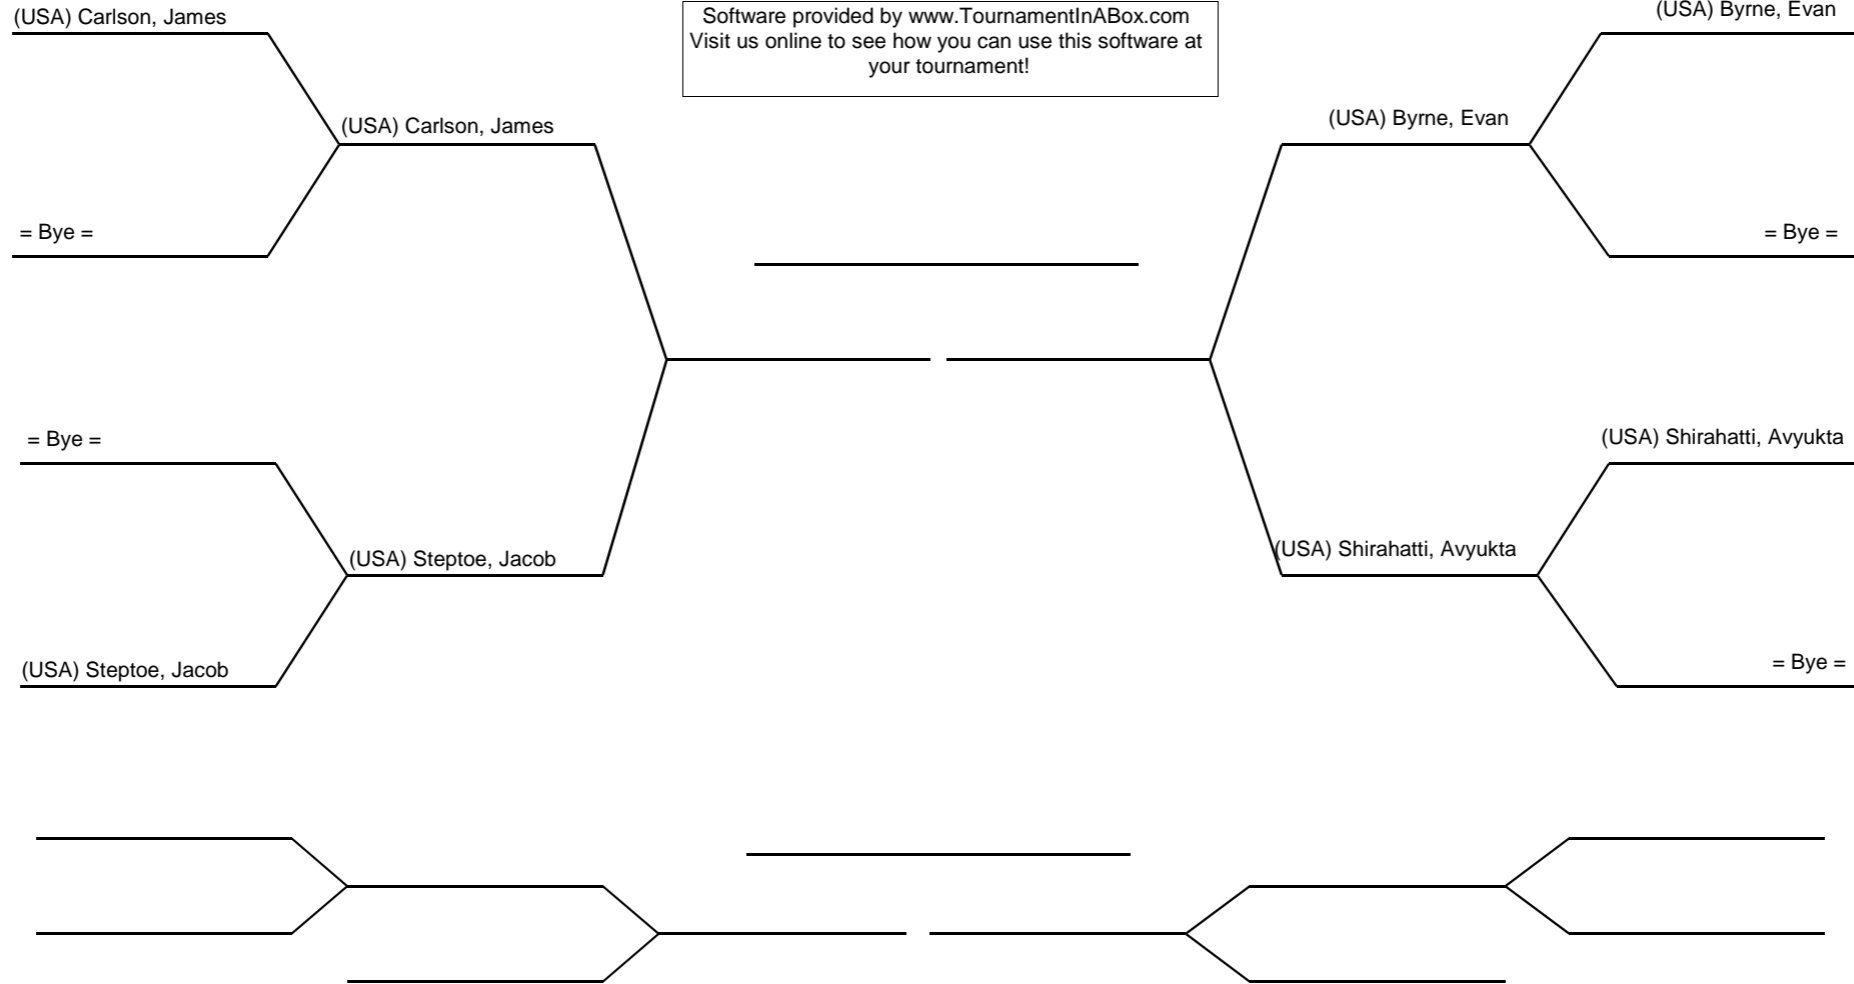 (USA) Carlson, James
Software provided by www.TournamentInABox.com
Visit us online to see how you can use this software at
your tournament!
(USA) Byrne, Evan
(USA) Carlson, James
(USA) Byrne, Evan
= Bye =
= Bye =
= Bye =
(USA) Shirahatti, Avyukta
(USA) Steptoe, Jacob
(USA) Shirahatti, Avyukta
(USA) Steptoe, Jacob
= Bye =